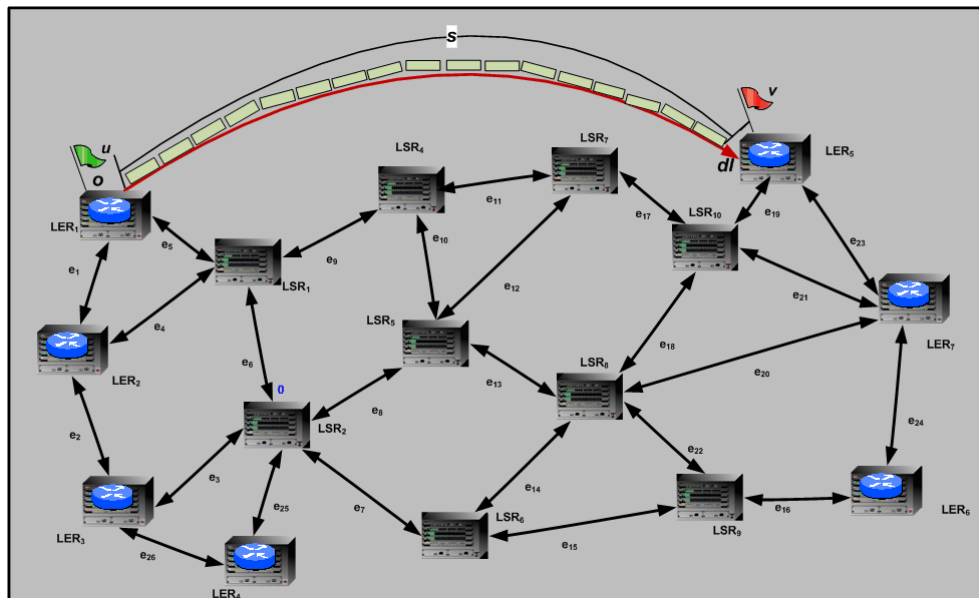 s
v
u
o
dl
LSR4
LSR7
LER5
LER1
e5
e11
e17
LSR10
e19
e1
LSR1
e9
e10
e23
e12
e21
e4
LSR5
LER2
e6
e18
LER7
0
LSR8
e20
e13
e8
LSR2
e2
e24
e22
e3
e14
e25
e7
LSR6
e16
LER6
LER3
e15
LSR9
e26
LER4